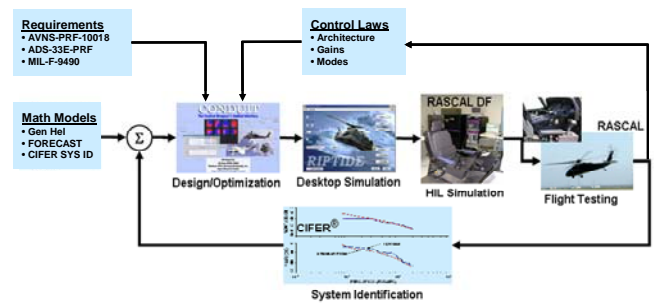 Requirements
• AVNS-PRF-10018
• ADS-33E-PRF
• MIL-F-9490
Control Laws
• Architecture
• Gains
• Modes
Math Models
• Gen Hel
• FORECAST
• CIFER SYS ID
Σ
CONDUIT
Design/Optimization
RIPTIDE
Desktop Simulation
RASCAL DF
HIL Simulation
RASCAL
Flight Testing
CIFER®
System Identification